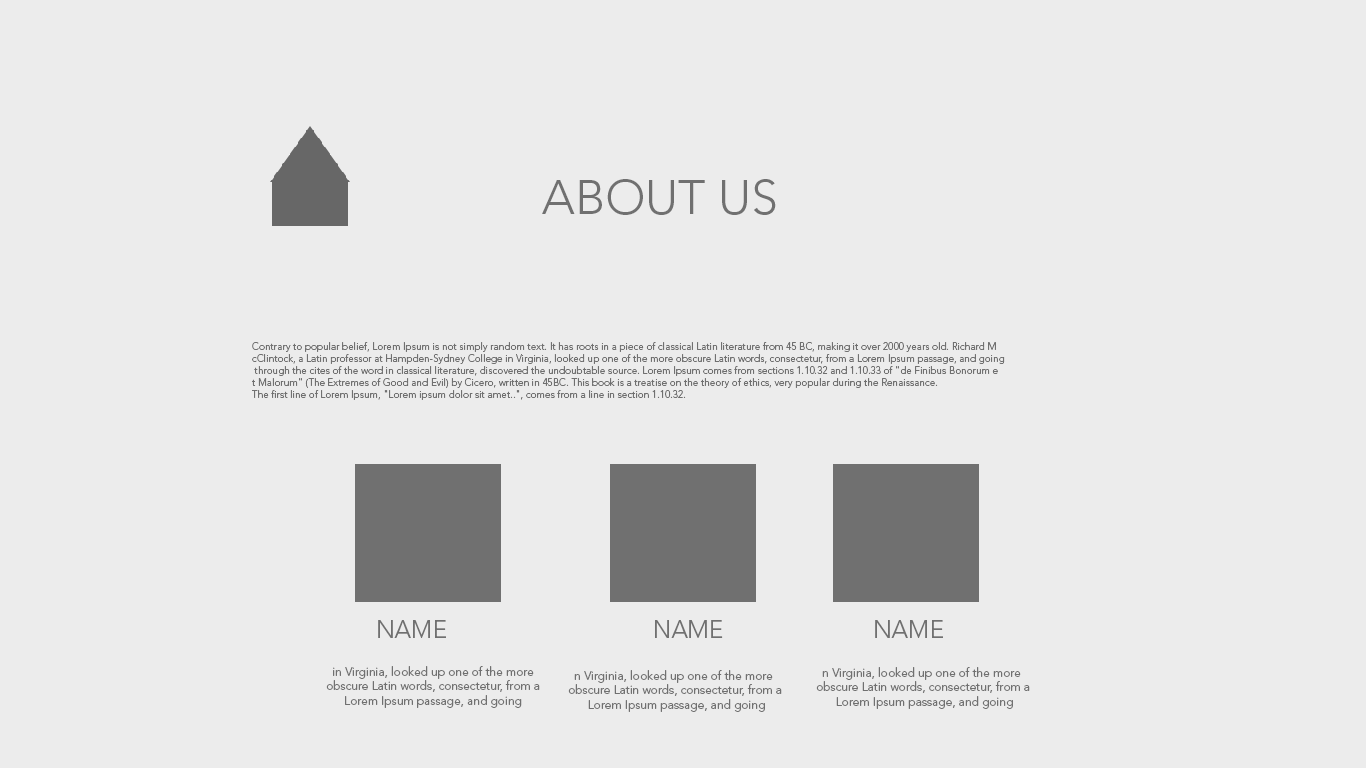 ABOUT US
Contrary to popular belief, Lorem Ipsum is not simply random text. It has roots in a piece of classical Latin literature from 45 BC, making it over 2000 years old. Richard M
cClintock, a Latin professor at Hampden-Sydney College in Virginia, looked up one of the more obscure Latin words, consectetur, from a Lorem Ipsum passage, and going
through the cites of the word in classical literature, discovered the undoubtable source. Lorem Ipsum comes from sections 1.10.32 and 1.10.33 of "de Finibus Bonorum e
t Malorum" (The Extremes of Good and Evil) by Cicero, written in 45BC. This book is a treatise on the theory of ethics, very popular during the Renaissance.
The first line of Lorem Ipsum, "Lorem ipsum dolor sit amet..", comes from a line in section 1.10.32.
NAME
in Virginia, looked up one of the more
obscure Latin words, consectetur, from a
Lorem Ipsum passage, and going
NAME
n Virginia, looked up one of the more
obscure Latin words, consectetur, from a
Lorem Ipsum passage, and going
NAME
n Virginia, looked up one of the more
obscure Latin words, consectetur, from a
Lorem Ipsum passage, and going